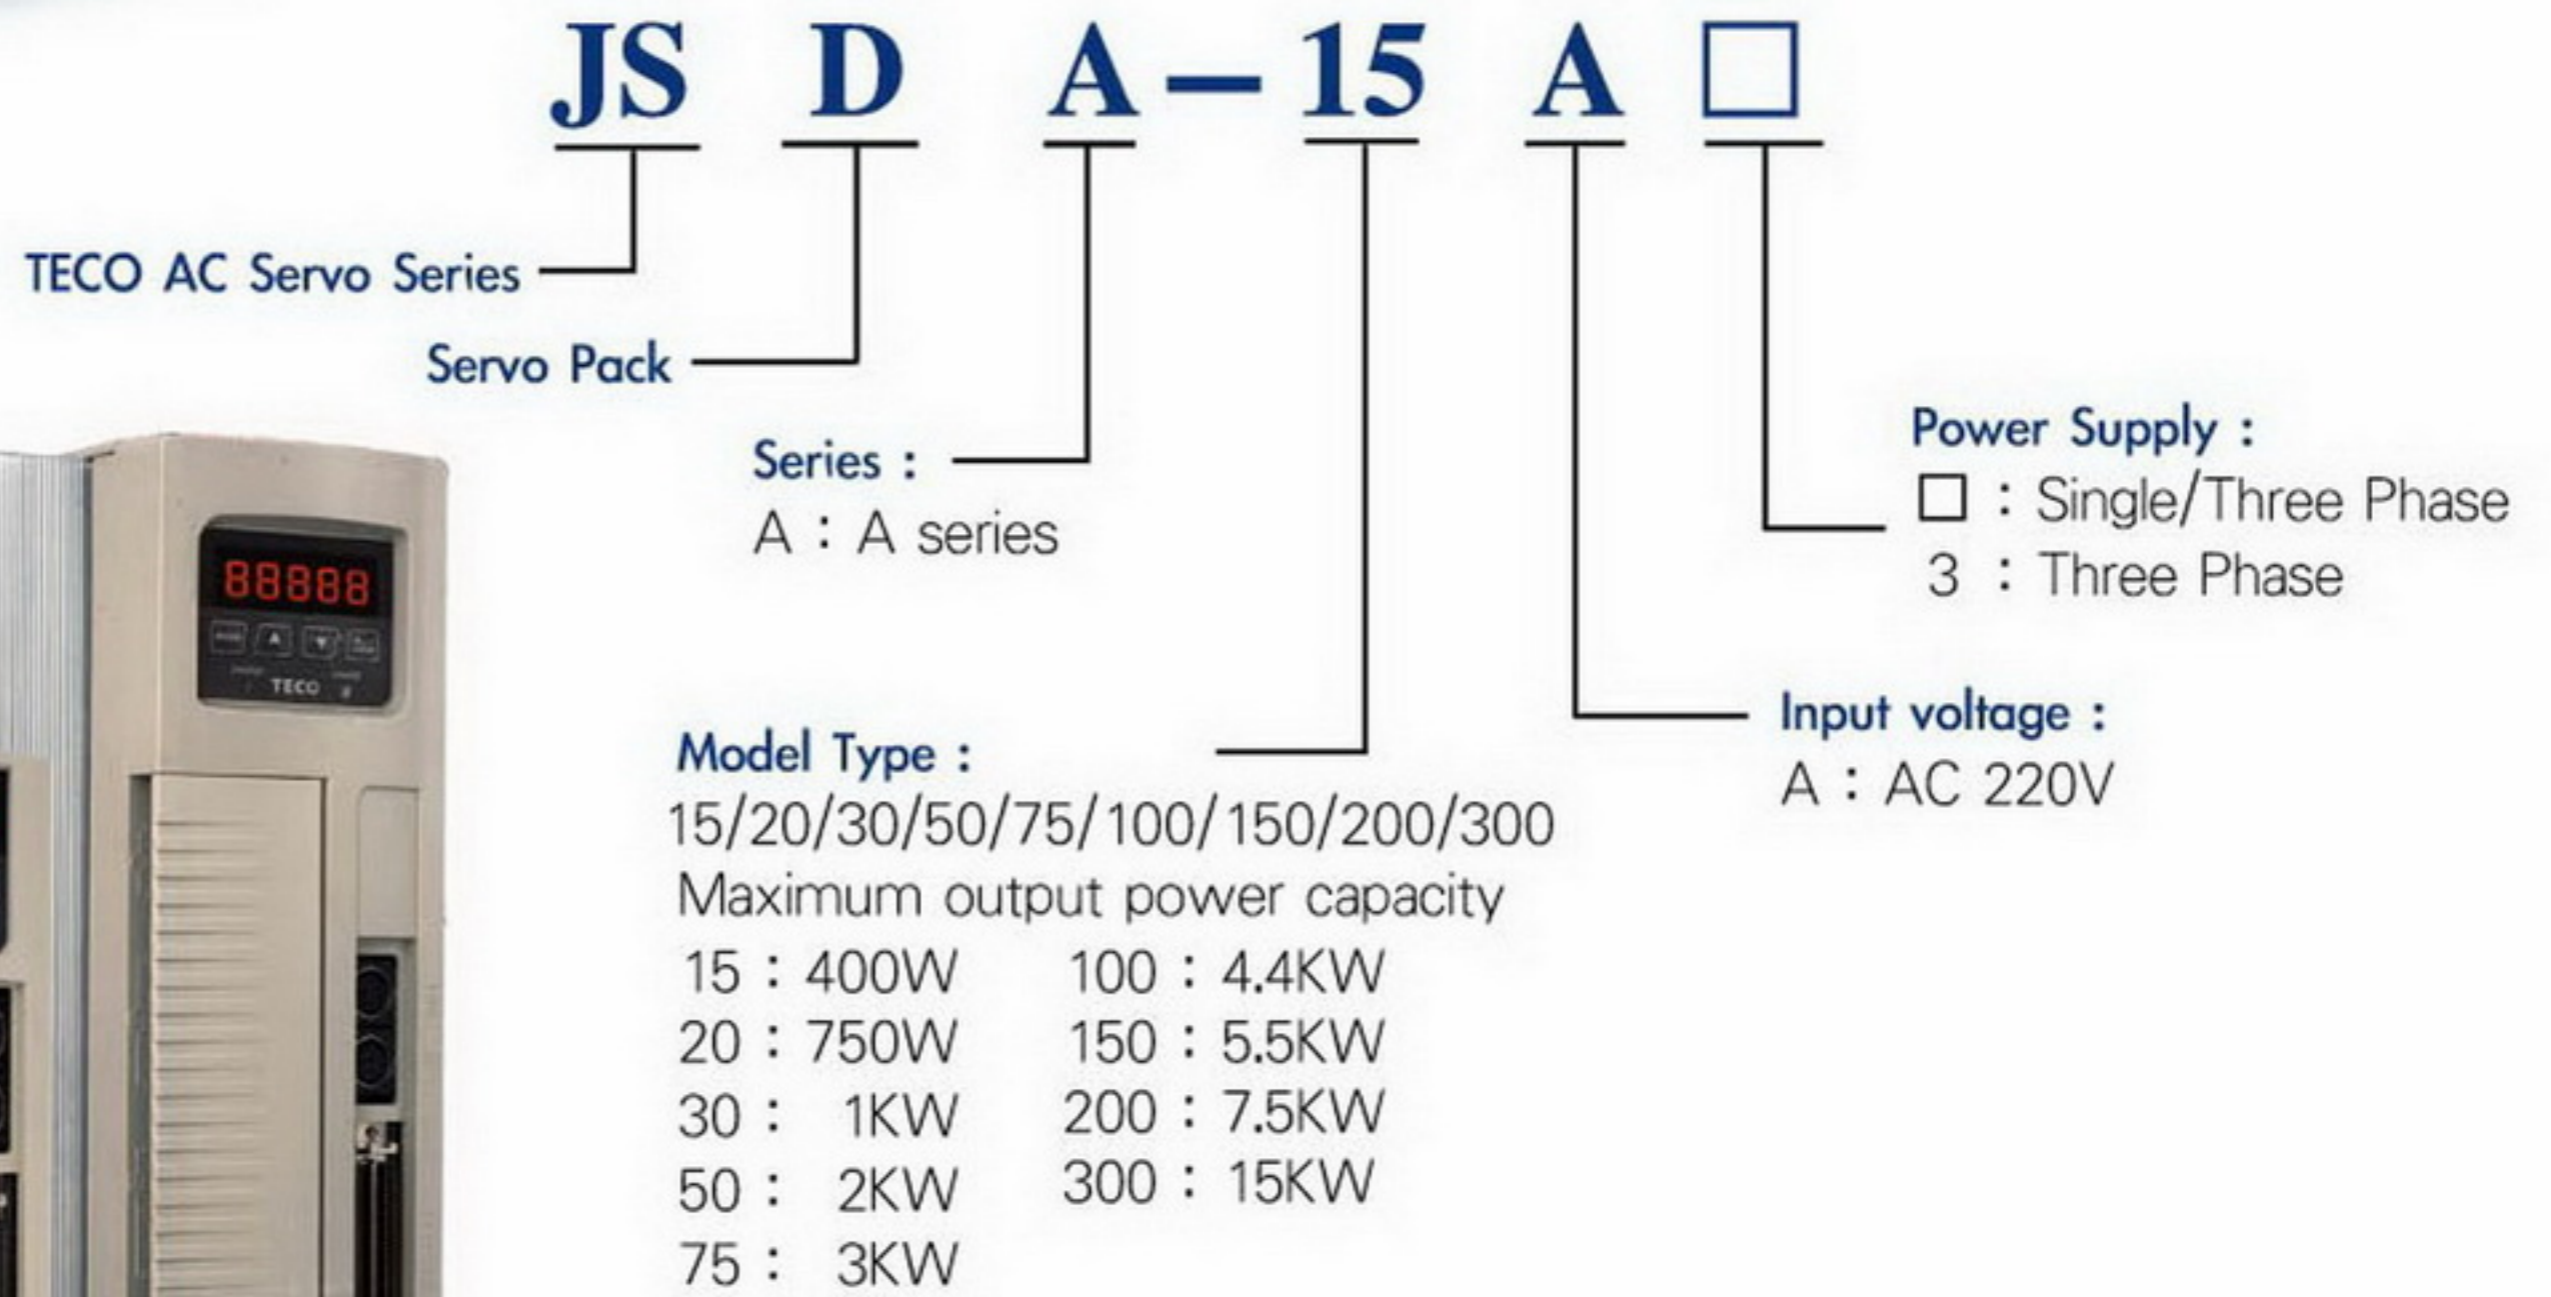 JS D A-15 A □
TECO AC Servo Series
Servo Pack
Series :
A : A series
Power Supply :
□ : Single/Three Phase
3 : Three Phase
Input voltage :
A : AC 220V
Model Type :
15/20/30/50/75/100/150/200/300
Maximum output power capacity
15 : 400W
20 : 750W
30 : 1KW
50 : 2KW
75 : 3KW
100 : 4.4KW
150 : 5.5KW
200 : 7.5KW
300 : 15KW
88888
TECO